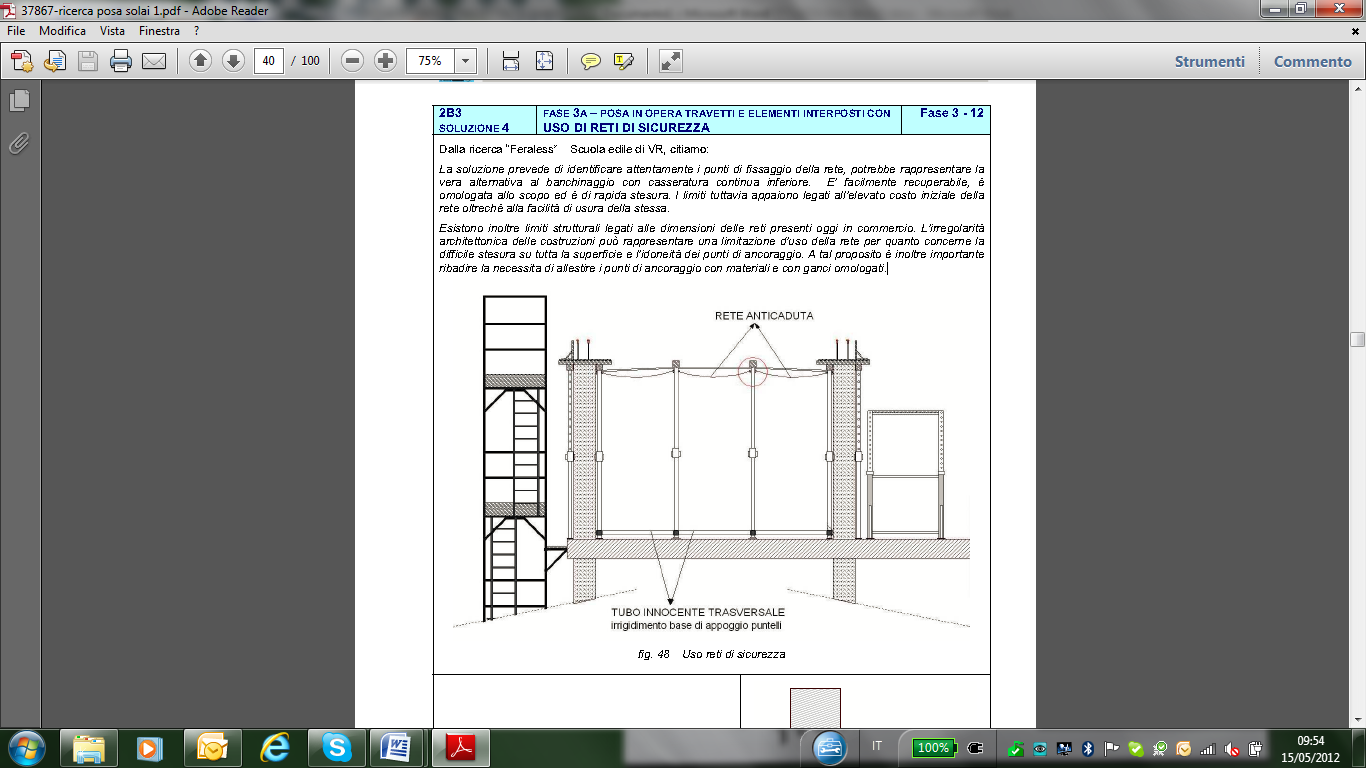 37867-ricerca posa solai 1.pdf - Adobe Reader
File Modifica Vista Finestra ?
40 / 100 75% Strumenti Commento
2B3 FASE 3A – POSA IN OPERA TRAVETTI E ELEMENTI INTERPOSTI CON Fase 3 - 12
SOLUZIONE 4 USO DI RETI DI SICUREZZA
Dalla ricerca "Feraless" Scuola edile di VR, citiamo:
La soluzione prevede di identificare attentamente i punti di fissaggio della rete, potrebbe rappresentare la
vera alternativa al banchinaggio con casseratura continua inferiore. E' facilmente recuperabile, è
omologata allo scopo ed è di rapida stesura. I limiti tuttavia appaiono legati all'elevato costo iniziale della
rete oltreché alla facilità di usura della stessa.
Esistono inoltre limiti strutturali legati alle dimensioni delle reti presenti oggi in commercio. L'irregolarità
architettonica delle costruzioni può rappresentare una limitazione d'uso della rete per quanto concerne la
difficile stesura su tutta la superficie e l'idoneità dei punti di ancoraggio. A tal proposito è inoltre importante
ribadire la necessita di allestire i punti di ancoraggio con materiali e con ganci omologati.
RETE ANTICADUTA
TUBO INNOCENTE TRASVERSALE
irrigidimento base di appoggio puntelli
fig. 48 Uso reti di sicurezza
IT 100% 09:54
15/05/2012